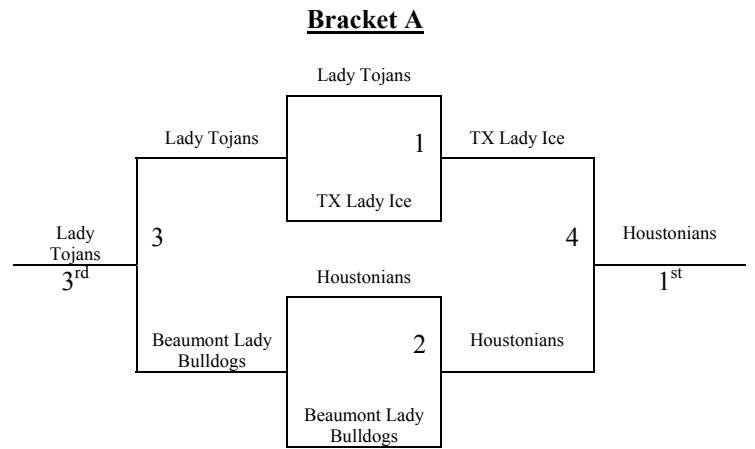 Bracket A
Lady Tojans
Lady Tojans
1
TX Lady Ice
TX Lady Ice
Lady
Tojans
3rd
3
4
Houstonians
1st
Houstonians
Beaumont Lady
Bulldogs
2
Houstonians
Beaumont Lady
Bulldogs